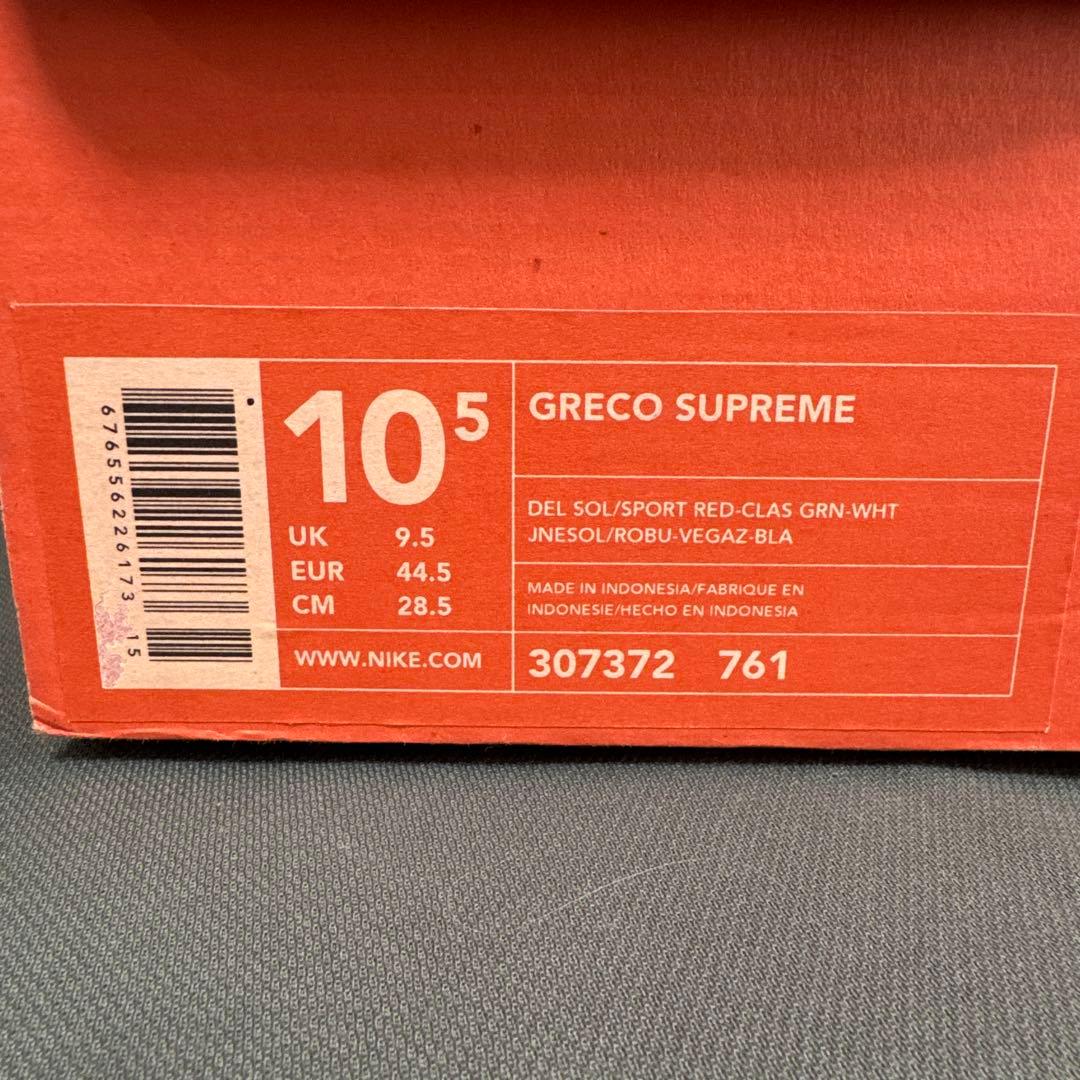 676556226173 15
10 5
UK 9.5
EUR 44.5
CM 28.5
WWW.NIKE.COM
GRECO SUPREME
DEL SOL/SPORT RED-CLAS GRN-WHT
JNESOL/ROBU-VEGAZ-BLA
MADE IN INDONESIA/FABRIQUE EN
INDONESIE/HECHO EN INDONESIA
307372 761